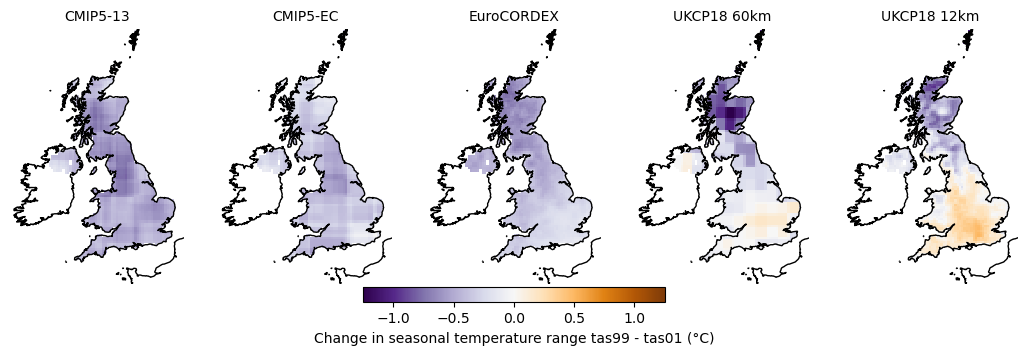 CMIP5-13 CMIP5-EC EuroCORDEX UKCP18 60km UKCP18 12km
−1.0 −0.5 0.0 0.5 1.0
Change in seasonal temperature range tas99 - tas01 (°C)